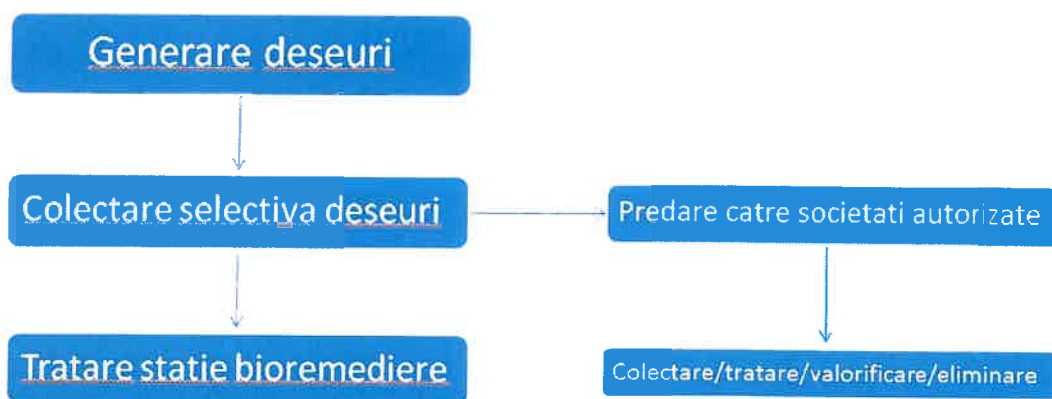 Generare deseuri
Colectare selectiva deseuri
Predare catre societati autorizate
Tratare statie bioremediere
Colectare/tratare/valorificare/eliminare